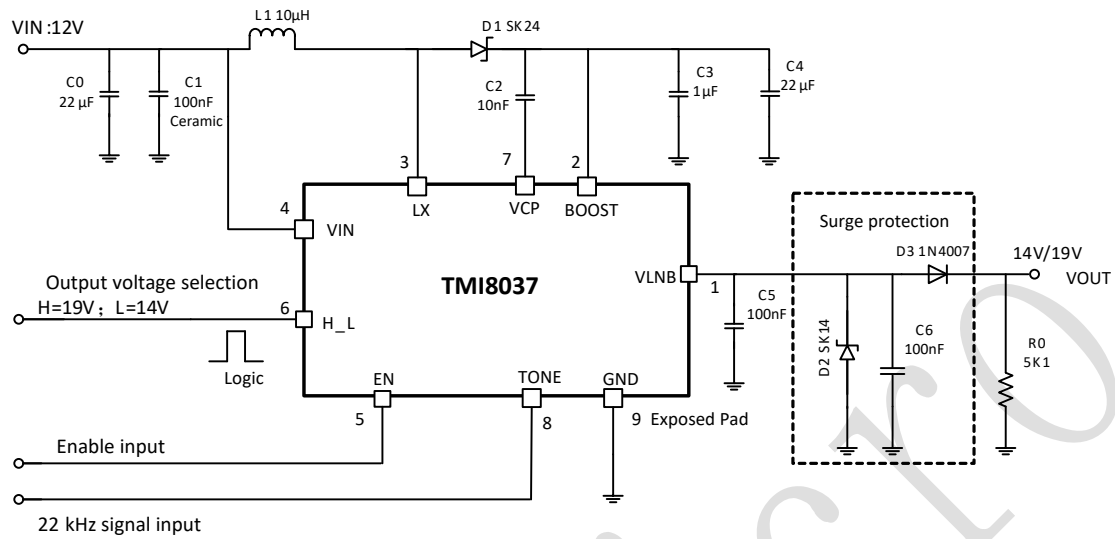 VIN :12V
L1 10μH
D1 SK24
C0
22 μF
C1
100nF
Ceramic
C2
10nF
C3
1μF
C4
22 μF
3
7
2
LX
VCP
BOOST
4
VIN
Output voltage selection
H=19V ; L=14V
6
H_L
Logic
TMI8037
VLNB
1
C5
100nF
Surge protection
D3 1N4007
D2 SK14
C6
100nF
14V/19V
VOUT
R0
5K1
EN
TONE
GND
5
8
9 Exposed Pad
Enable input
22 kHz signal input
cro